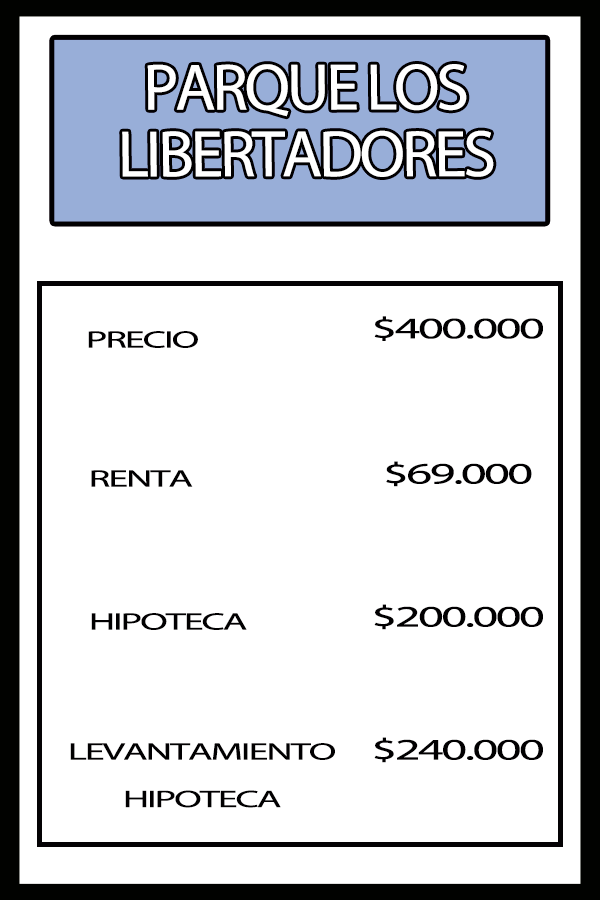 PARQUE LOS
LIBERTADORES
PRECIO $400.000
RENTA $69.000
HIPOTECA $200.000
LEVANTAMIENTO $240.000
HIPOTECA